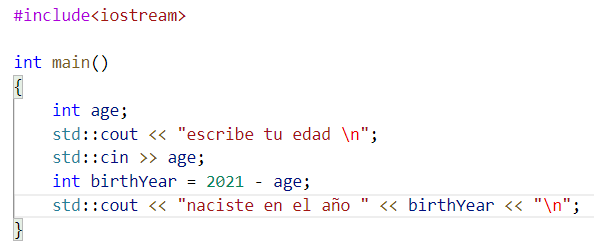 #include<iostream>
int main()
{
int age;
std::cout << "escribe tu edad \n";
std::cin >> age;
int birthYear = 2021 - age;
std::cout << "naciste en el año " << birthYear << "\n";
}